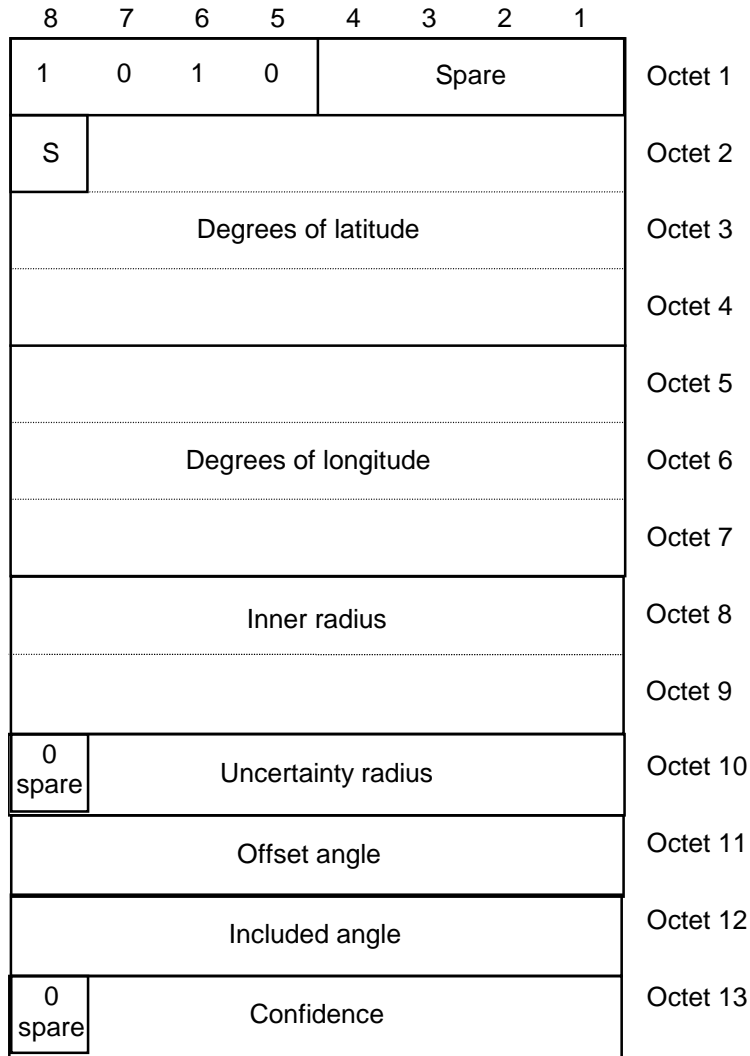 8 7 6 5 4 3 2 1
1 0 1 0 Spare Octet 1
S Octet 2
Degrees of latitude Octet 3
Octet 4
Octet 5
Degrees of longitude Octet 6
Octet 7
Inner radius Octet 8
Octet 9
0
spare Uncertainty radius Octet 10
Offset angle Octet 11
Included angle Octet 12
0
spare Confidence Octet 13